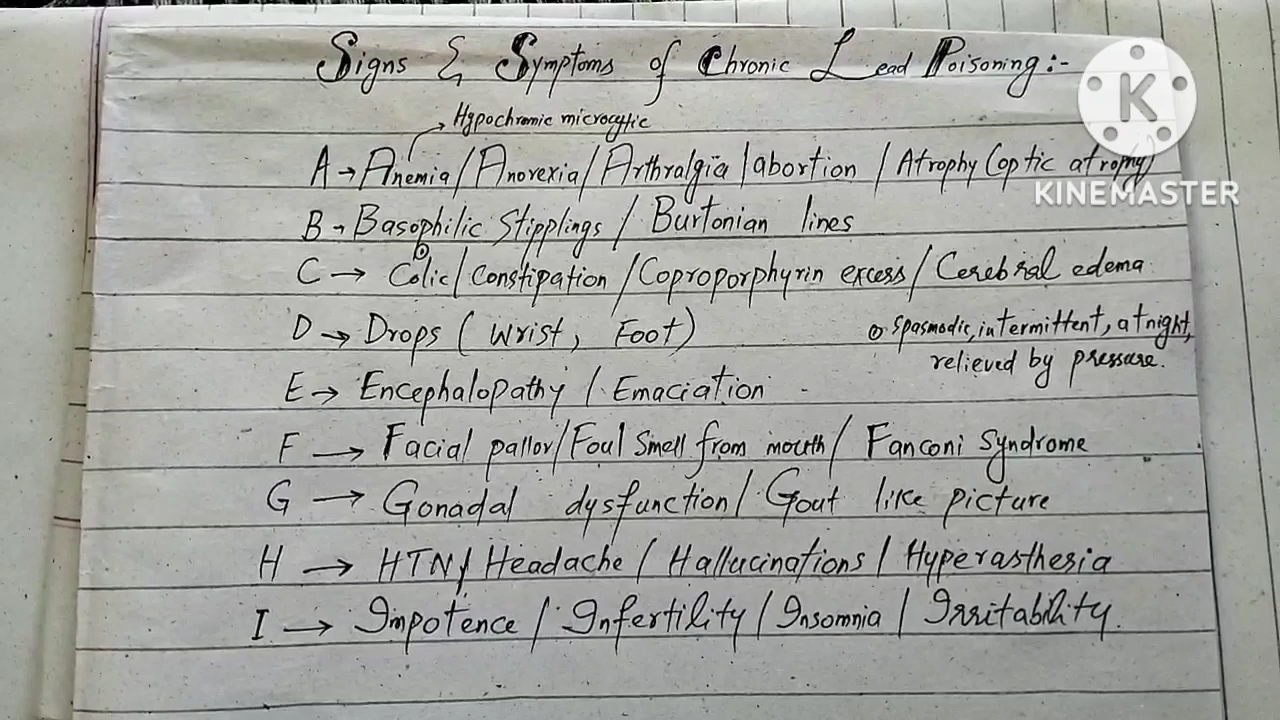 Signs & Symptoms of Chronic Lead Poisoning:-
K
KINEMASTER
Hypochromic microcytic
A → Anemia/Anorexia/Arthralgia/abortion / Atrophy (optic atrophy)
B → Basophilic Stipplings / Burtonian lines
C → Colic/Constipation/Coproporphyrin excess/Cerebral edema
D → Drops (Wrist, Foot)
⊙ Spasmodic, intermittent, at night,
relieved by pressure.
E → Encephalopathy / Emaciation
F → Facial pallor/Foul Smell from mouth/ Fanconi Syndrome
G → Gonadal dysfunction/ Gout like picture
H → HTN/Headache/Hallucinations/Hyperasthesia
I → Impotence/Infertility/Insomnia/Irritability.